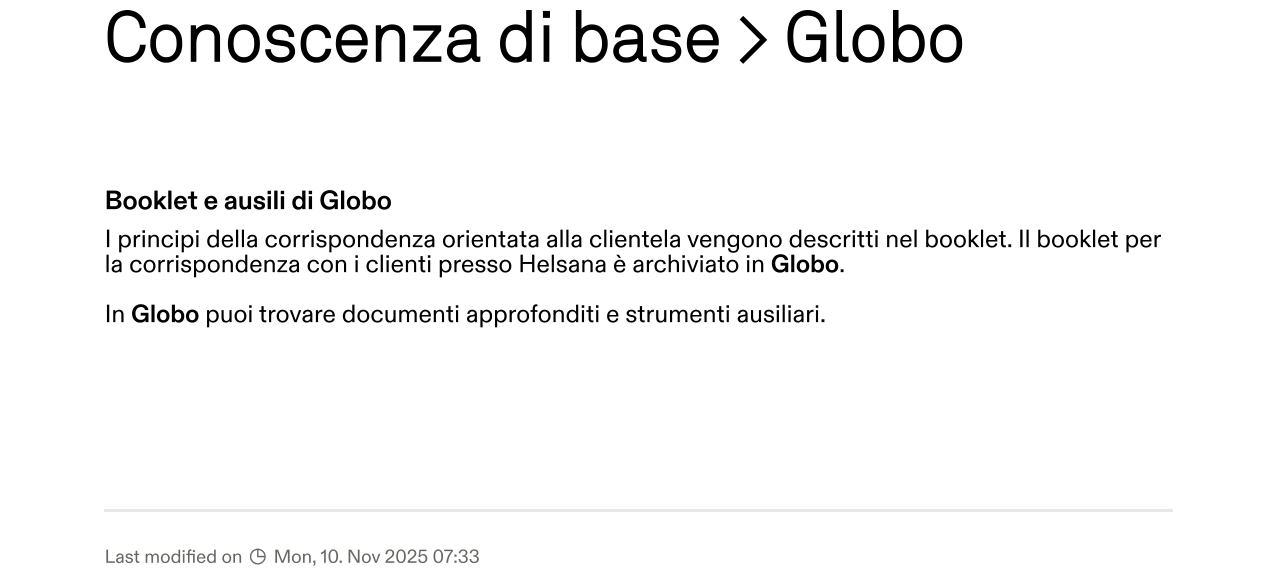 Conoscenza di base > Globo
Booklet e ausili di Globo
I principi della corrispondenza orientata alla clientela vengono descritti nel booklet. Il booklet per
la corrispondenza con i clienti presso Helsana è archiviato in Globo.
In Globo puoi trovare documenti approfonditi e strumenti ausiliari.
Last modified on Mon, 10. Nov 2025 07:33